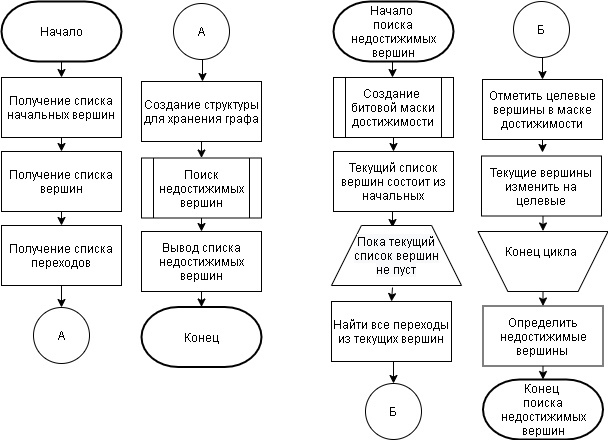 Начало
Получение списка
начальных вершин
Получение списка
вершин
Получение списка
переходов
А
А
Создание структуры
для хранения графа
Поиск
недостижимых
вершин
Вывод списка
недостижимых
вершин
Конец
Начало
поиска
недостижимых
вершин
Создание
битовой маски
достижимости
Текущий список
вершин состоит из
начальных
Пока текущий
список вершин
не пуст
Найти все переходы
из текущих вершин
Б
Б
Отметить целевые
вершины в маске
достижимости
Текущие вершины
изменить на
целевые
Конец цикла
Определить
недостижимые
вершины
Конец
поиска
недостижимых
вершин